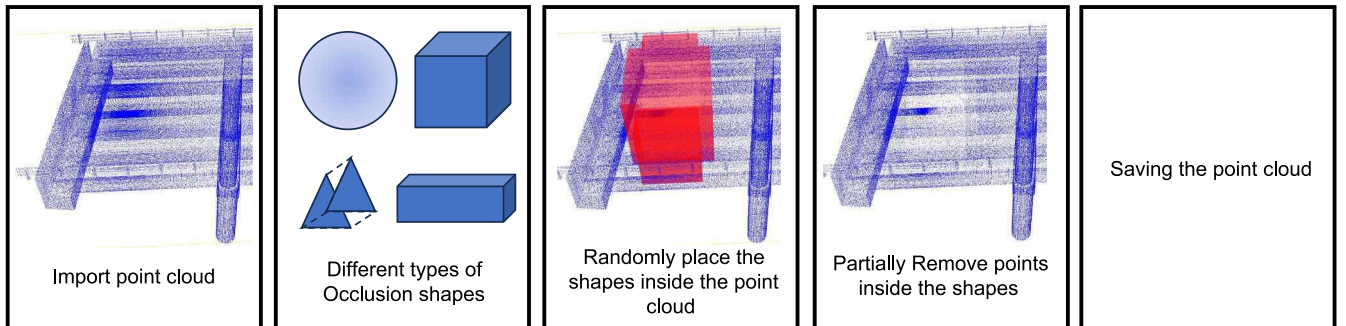 Import point cloud
Different types of
Occlusion shapes
Randomly place the
shapes inside the point
cloud
Partially Remove points
inside the shapes
Saving the point cloud